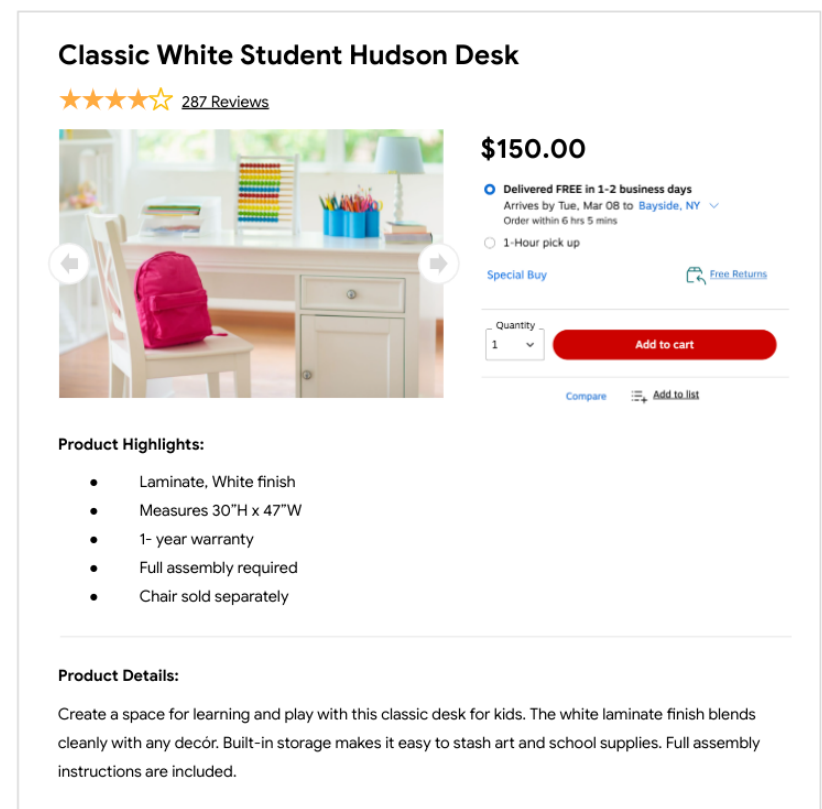 Classic White Student Hudson Desk
287 Reviews
$150.00
Delivered FREE in 1-2 business days
Arrives by Tue, Mar 08 to Bayside, NY
Order within 6 hrs 5 mins
1-Hour pick up
Special Buy
Free Returns
Quantity
1
Add to cart
Compare
Add to list
Product Highlights:
● Laminate, White finish
● Measures 30”H x 47”W
● 1- year warranty
● Full assembly required
● Chair sold separately
Product Details:
Create a space for learning and play with this classic desk for kids. The white laminate finish blends
cleanly with any decór. Built-in storage makes it easy to stash art and school supplies. Full assembly
instructions are included.